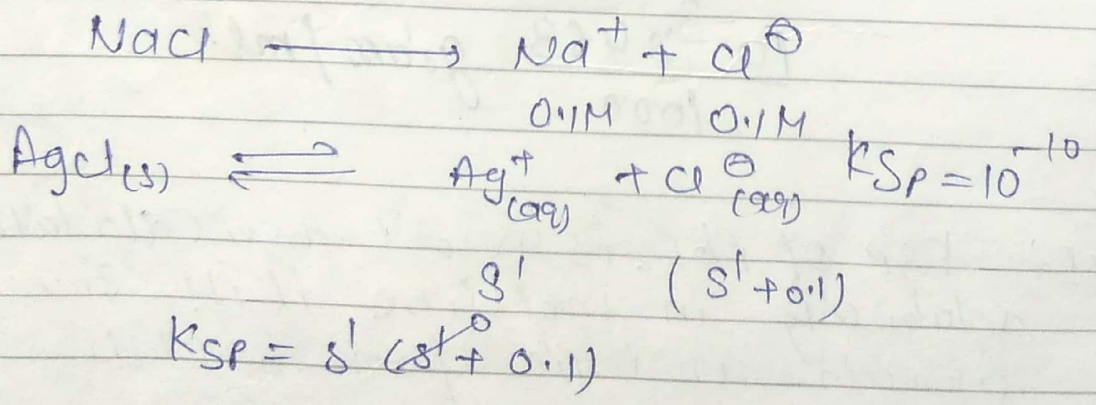 NaCl ⟶ Na⁺ + Cl⊖
0.1M 0.1M
AgCl(s) ⇌ Ag⁺(aq) + Cl⊖(aq) KSP = 10⁻¹⁰
S' (S'+0.1)
KSP = S' (S'⁰+ 0.1)